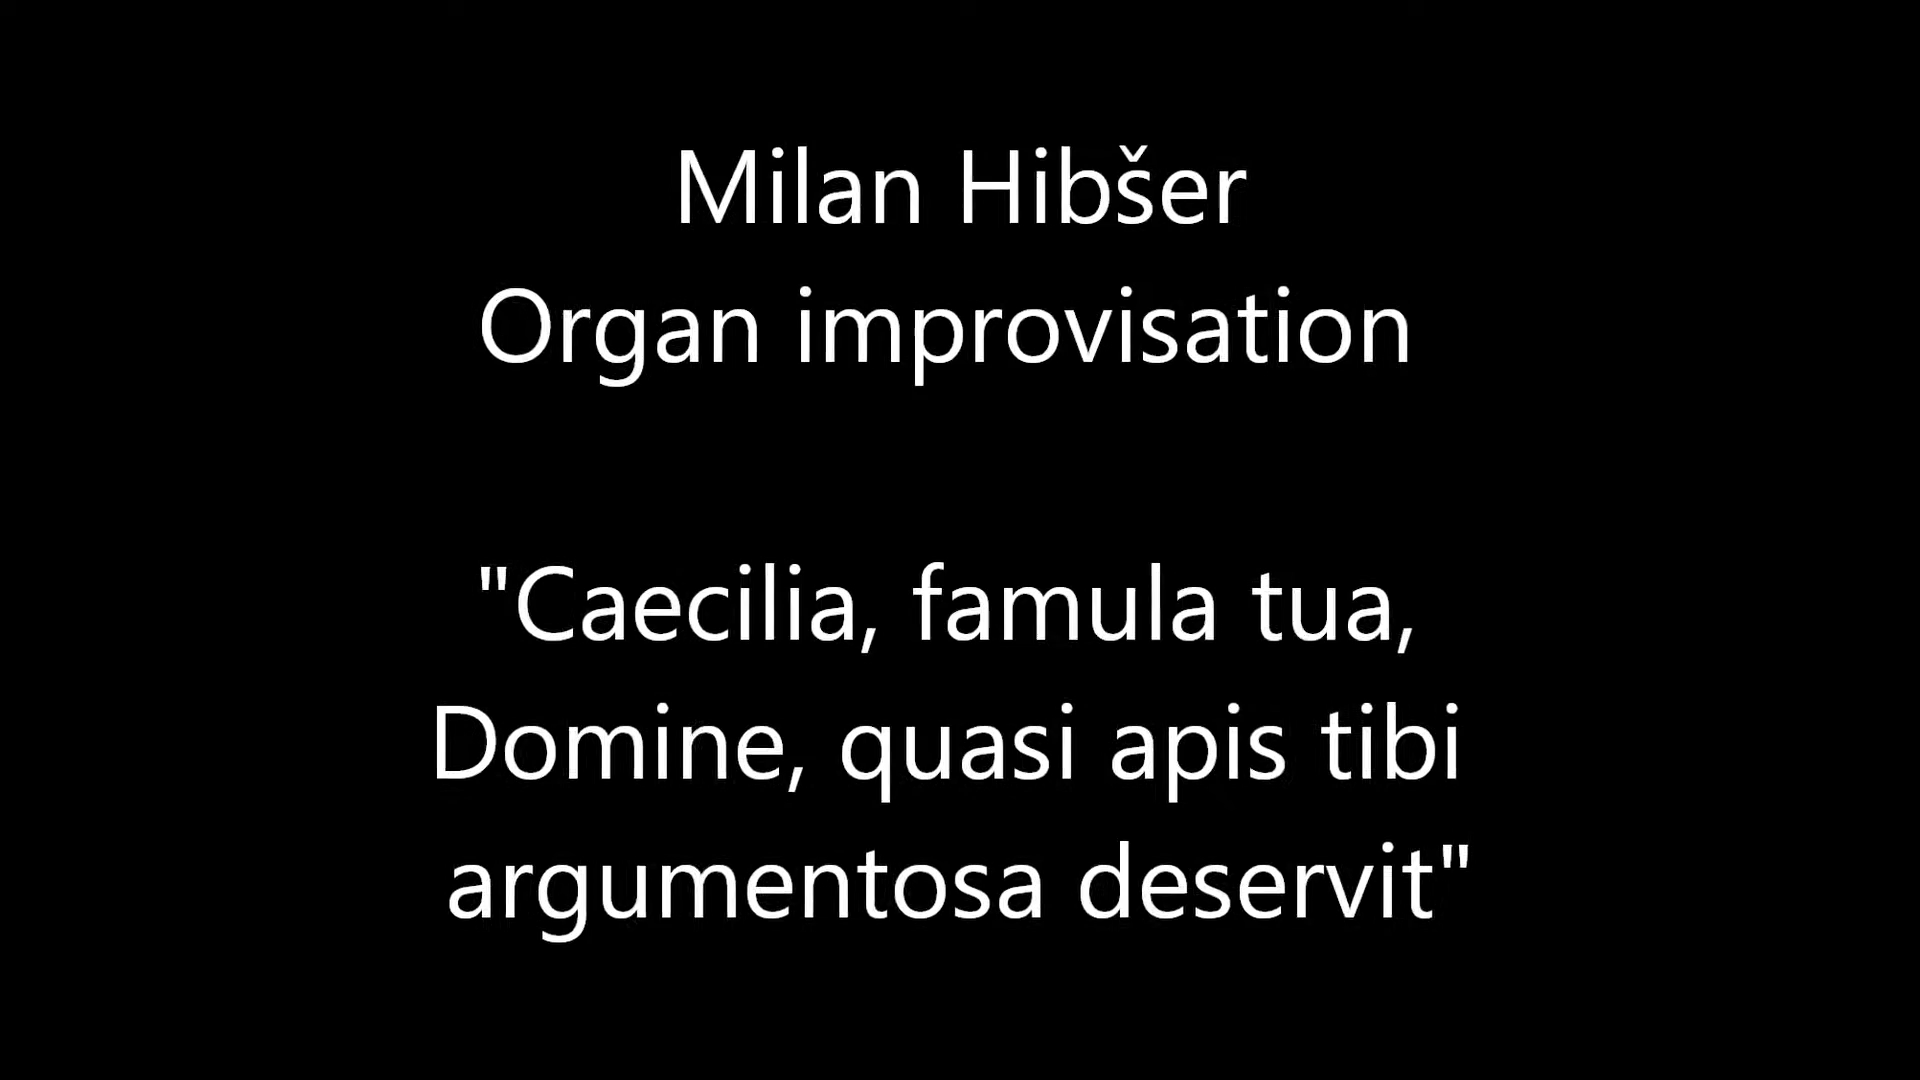 Milan Hibšer
Organ improvisation
"Caecilia, famula tua,
Domine, quasi apis tibi
argumentosa deservit"